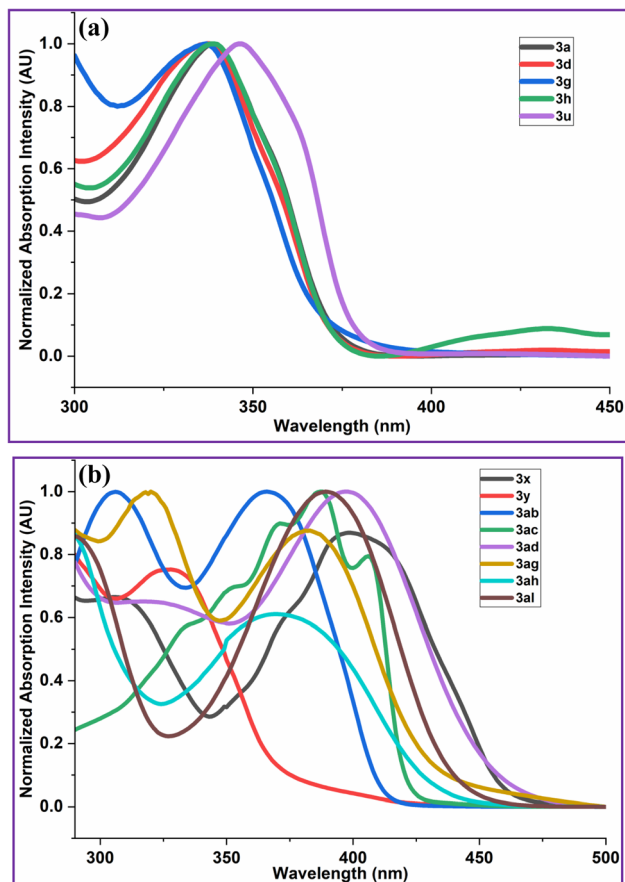 (a)
3a
3d
3g
3h
3u
Normalized Absorption Intensity (AU)
1.0
0.8
0.6
0.4
0.2
0.0
300
350
400
450
Wavelength (nm)
(b)
3x
3y
3ab
3ac
3ad
3ag
3ah
3al
Normalized Absorption Intensity (AU)
1.0
0.8
0.6
0.4
0.2
0.0
300
350
400
450
500
Wavelength (nm)